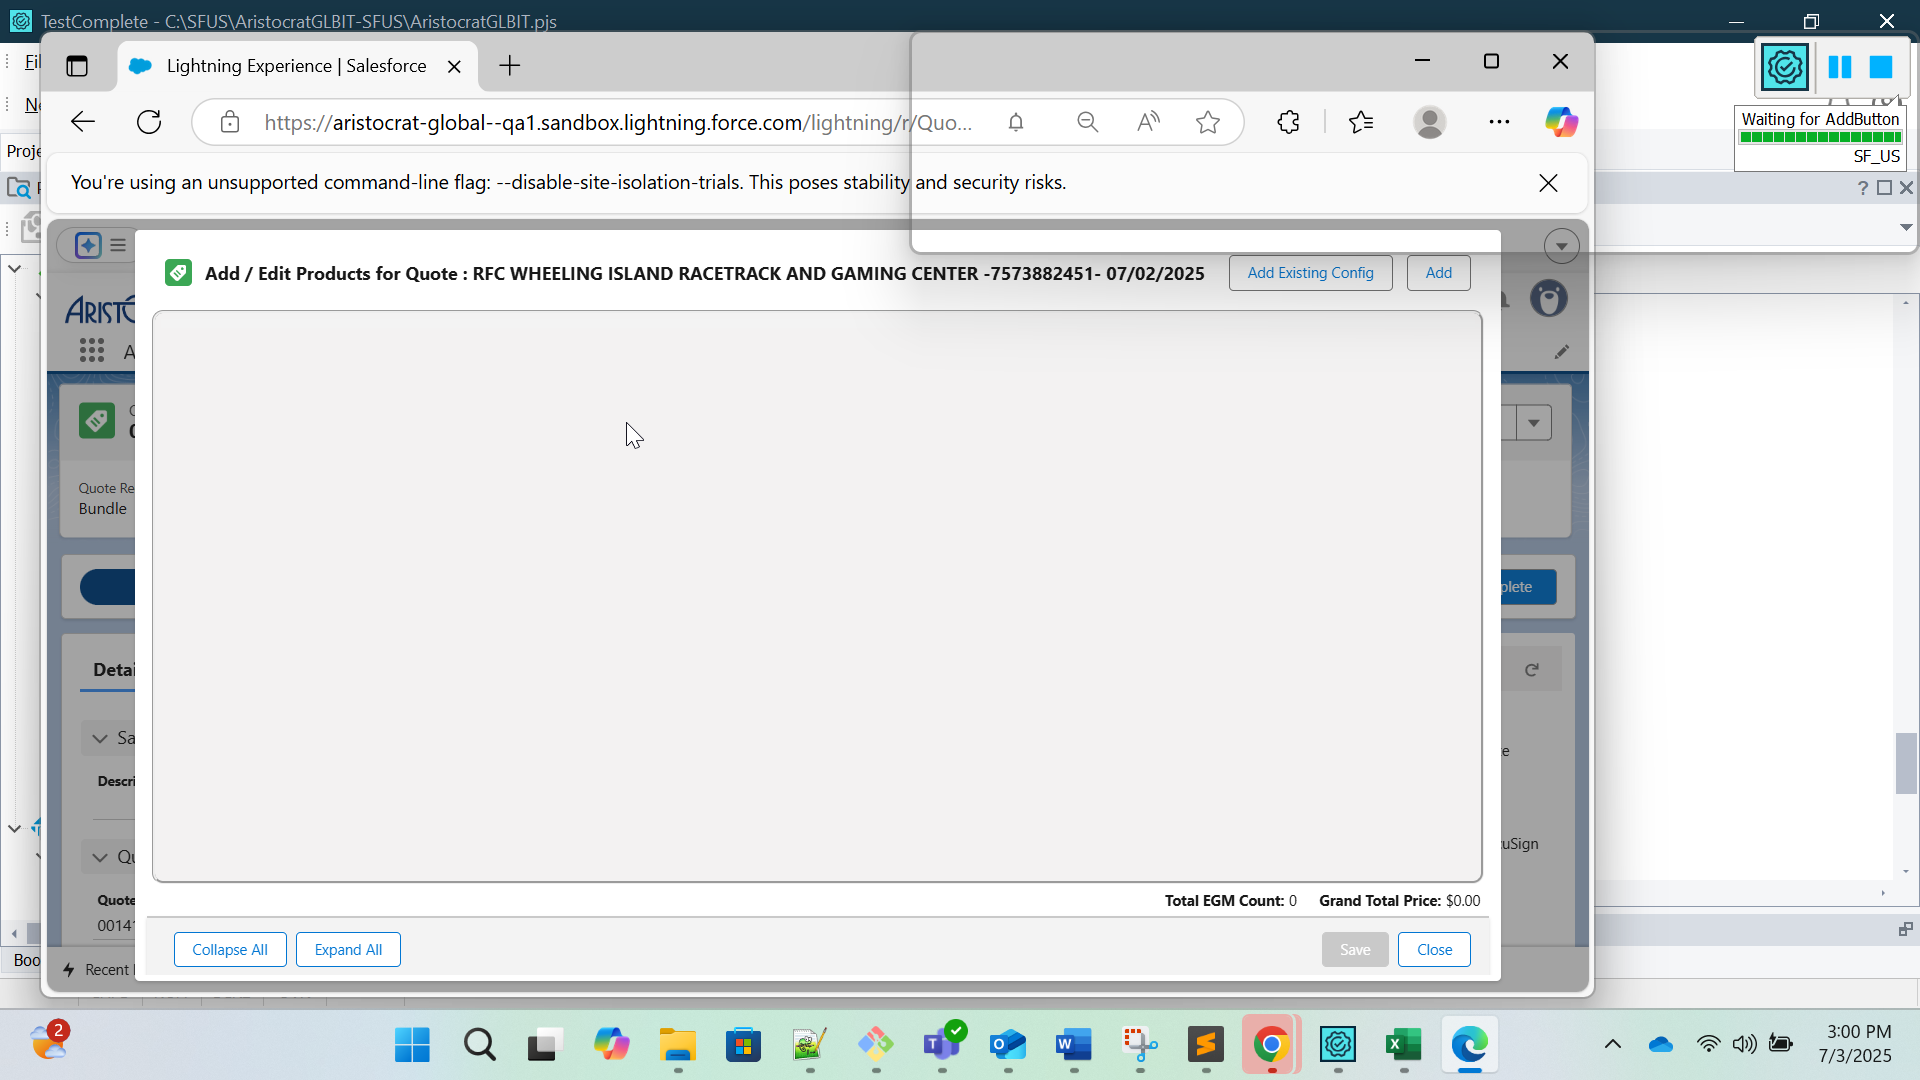 TestComplete - C:\SFUS\AristocratGLBIT-SFUS\AristocratGLBIT.pjs
Lightning Experience | Salesforce
https://aristocrat-global--qa1.sandbox.lightning.force.com/lightning/r/Quo...
Waiting for AddButton
SF_US
You're using an unsupported command-line flag: --disable-site-isolation-trials. This poses stability and security risks.
Add / Edit Products for Quote : RFC WHEELING ISLAND RACETRACK AND GAMING CENTER -7573882451- 07/02/2025
Add Existing Config
Add
Quote Re
Bundle
plete
Detai
Sa
Descri
Qu
uSign
Quote
0014
Total EGM Count: 0
Grand Total Price: $0.00
Collapse All
Expand All
Save
Close
Boo
Recent
2
3:00 PM
7/3/2025